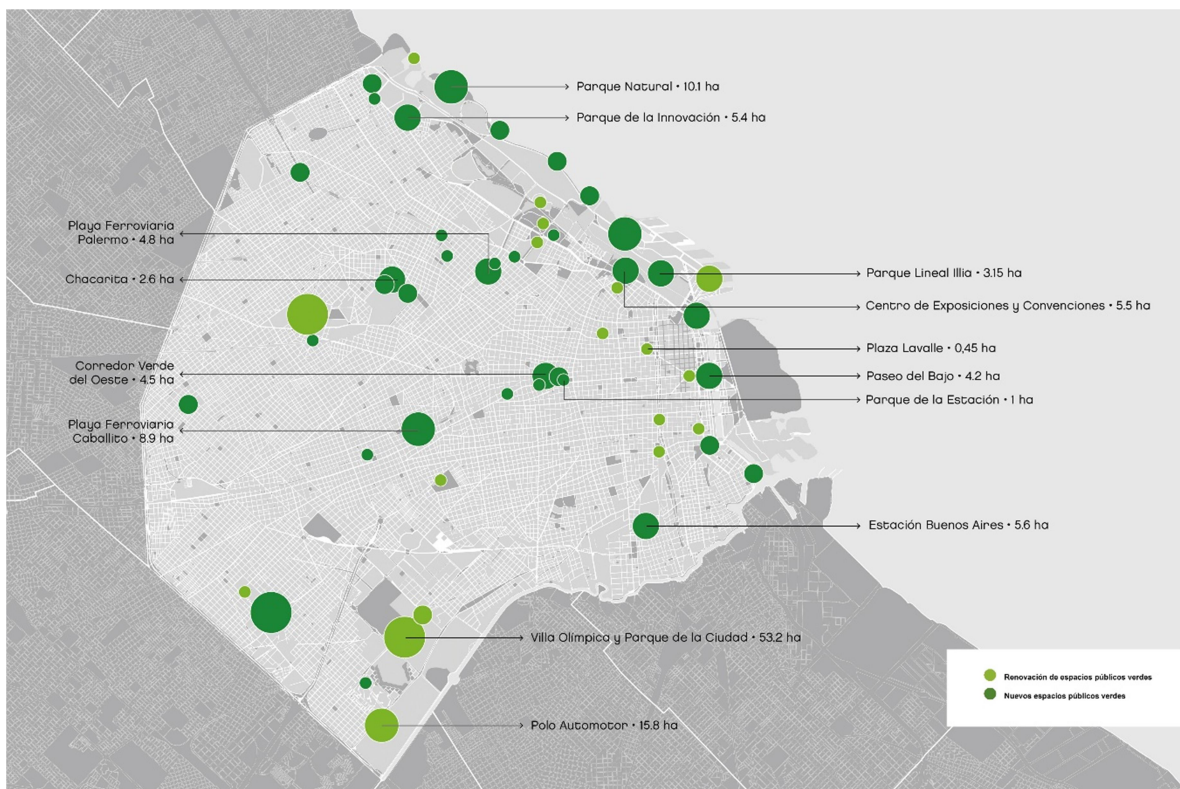 Parque Natural • 10.1 ha
Parque de la Innovación • 5.4 ha
Playa Ferroviaria
Palermo • 4.8 ha
Chacarita • 2.6 ha
Parque Lineal Illia • 3.15 ha
Centro de Exposiciones y Convenciones • 5.5 ha
Plaza Lavalle • 0,45 ha
Corredor Verde
del Oeste • 4.5 ha
Paseo del Bajo • 4.2 ha
Parque de la Estación • 1 ha
Playa Ferroviaria
Caballito • 8.9 ha
Estación Buenos Aires • 5.6 ha
Villa Olímpica y Parque de la Ciudad • 53.2 ha
Polo Automotor • 15.8 ha
Renovación de espacios públicos verdes
Nuevos espacios públicos verdes